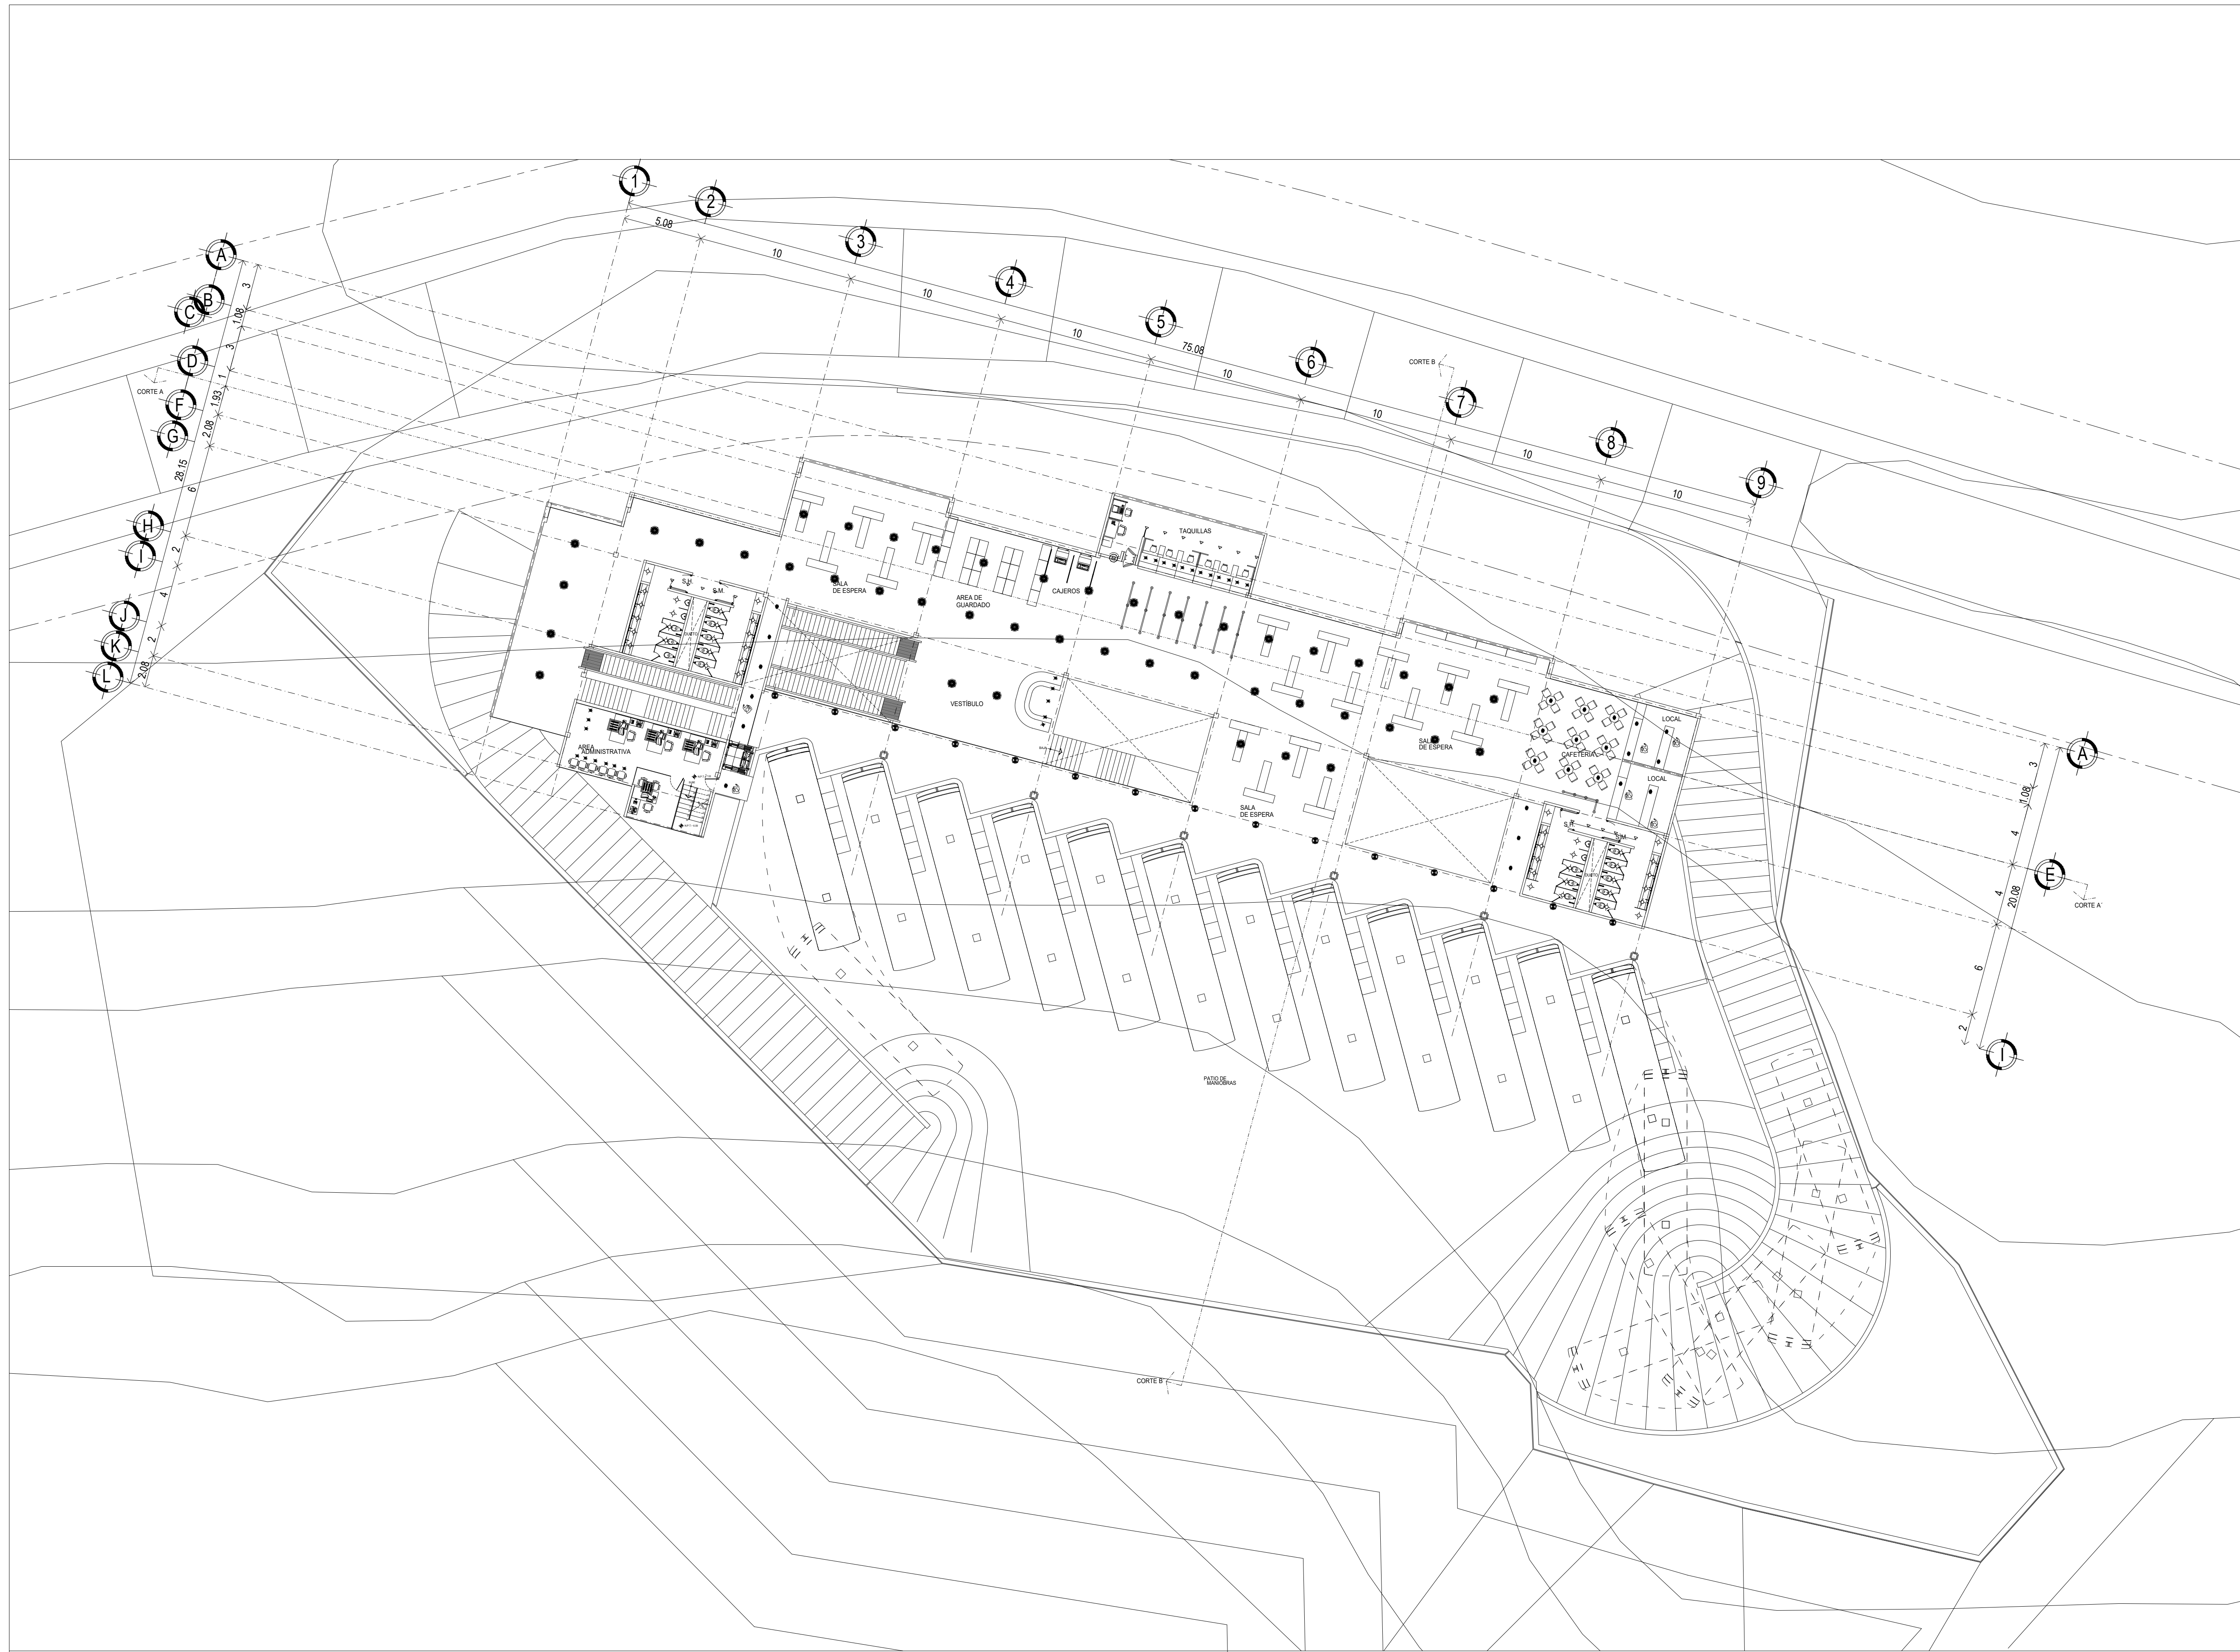 1
2
3
4
5
6
7
8
9
5.08
10
10
10
10
10
10
10
75.08
A
B
C
D
F
G
H
I
J
K
L
3
1.08
3
1
1.93
2.08
28.15
6
2
4
2
2.08
CORTE A
CORTE B
TAQUILLAS
S.H.
S.M.
DUCTO
SALA
DE ESPERA
AREA DE
GUARDADO
CAJEROS
VESTÍBULO
AREA
ADMINISTRATIVA
SALA
DE ESPERA
SALA
DE ESPERA
CAFETERIA
LOCAL
LOCAL
S.H.
S.M.
DUCTO
PATIO DE
MANIOBRAS
A
E
I
3
1.08
4
4
20.08
6
2
CORTE A'
CORTE B